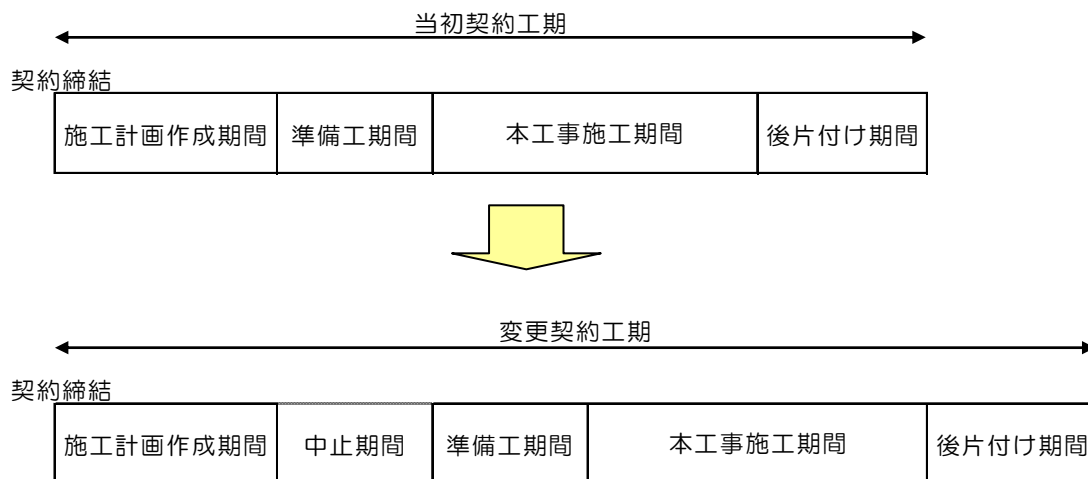 当初契約工期
契約締結
施工計画作成期間 準備工期間 本工事施工期間 後片付け期間
変更契約工期
契約締結
施工計画作成期間 中止期間 準備工期間 本工事施工期間 後片付け期間